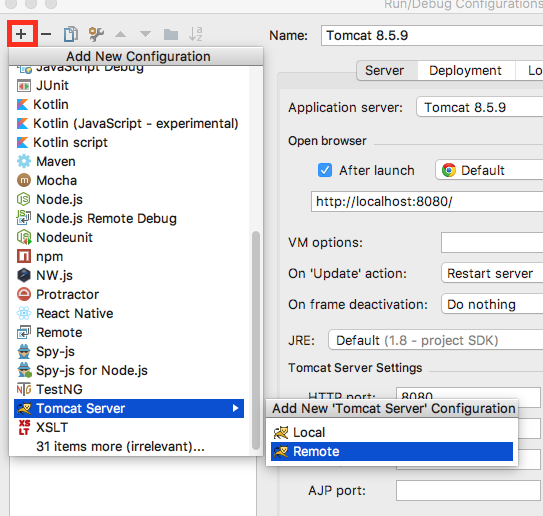 Run/Debug Configurations
Name: Tomcat 8.5.9
Add New Configuration
JavaScript Debug
JUnit
Kotlin
Kotlin (JavaScript - experimental)
Kotlin script
Maven
Mocha
Node.js
Node.js Remote Debug
Nodeunit
npm
NW.js
Protractor
React Native
Remote
Spy-js
Spy-js for Node.js
TestNG
Tomcat Server
XSLT
31 items more (irrelevant)...
Server Deployment Lo
Application server: Tomcat 8.5.9
Open browser
After launch Default
http://localhost:8080/
VM options:
On 'Update' action: Restart server
On frame deactivation: Do nothing
JRE: Default (1.8 - project SDK)
Tomcat Server Settings
HTTP port: 8080
Add New 'Tomcat Server' Configuration
Local
Remote
AJP port: